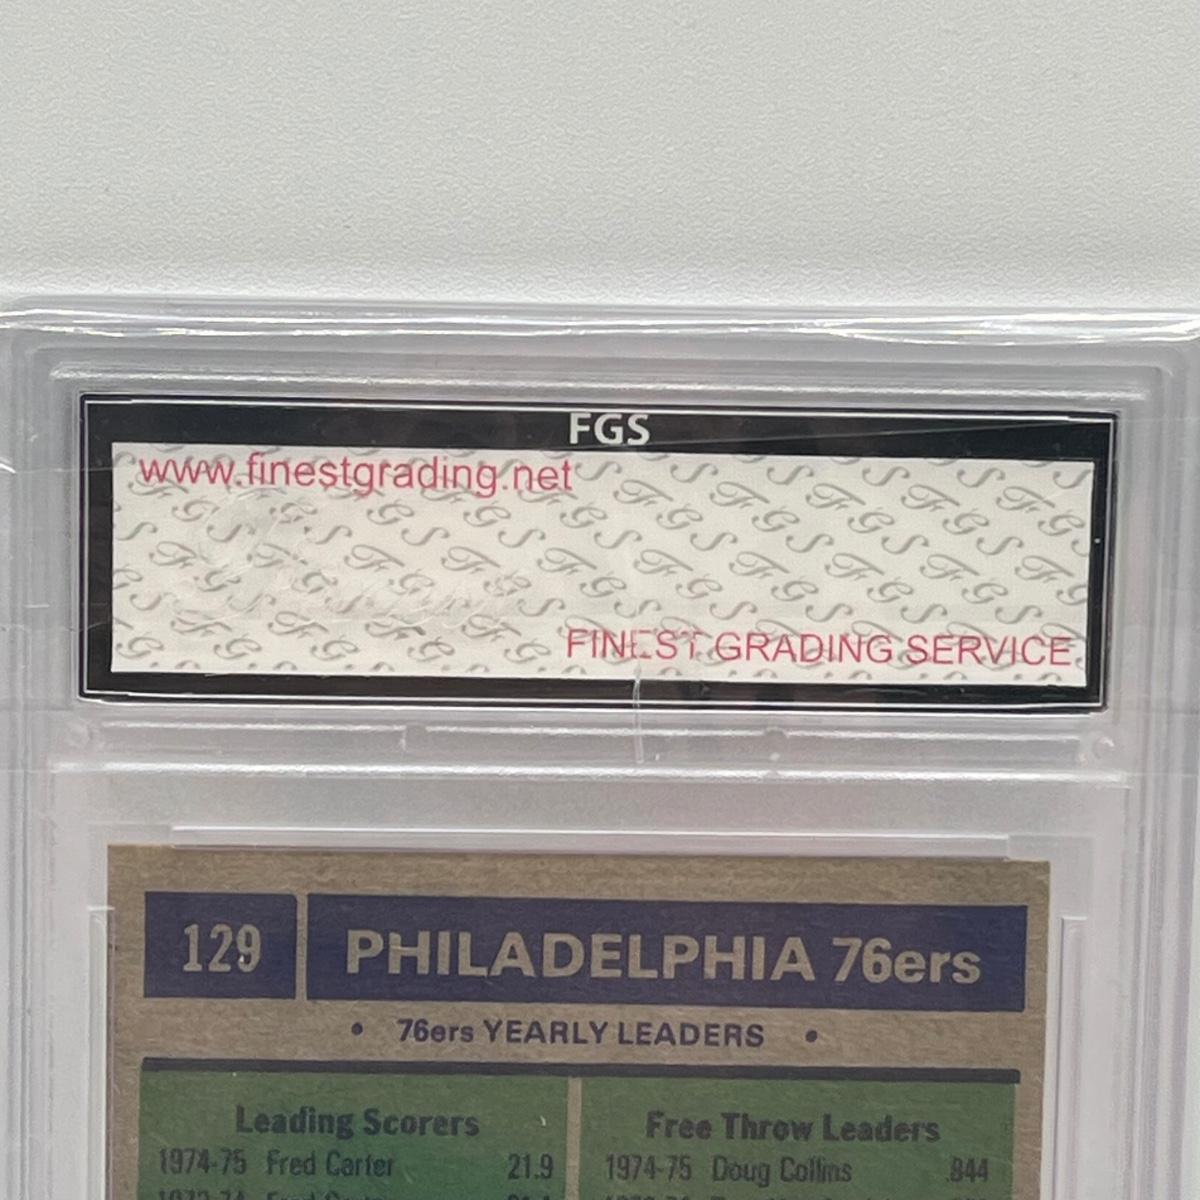 FGS
www.finestgrading.net
FINEST GRADING SERVICE
129 PHILADELPHIA 76ers
• 76ers YEARLY LEADERS •
Leading Scorers Free Throw Leaders
1974-75 Fred Carter 21.9 1974-75 Doug Collins .844